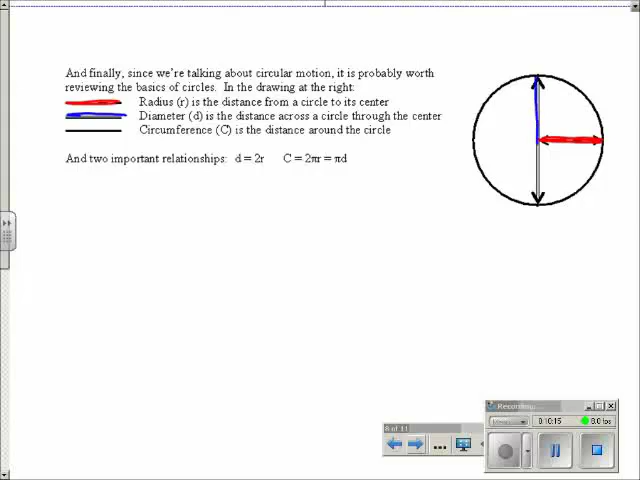 And finally, since we're talking about circular motion, it is probably worth
reviewing the basics of circles.  In the drawing at the right:
Radius (r) is the distance from a circle to its center
Diameter (d) is the distance across a circle through the center
Circumference (C) is the distance around the circle
And two important relationships:  d = 2r    C = 2πr = πd
8 of 11
Recording...
0:10:15
8.0 fps